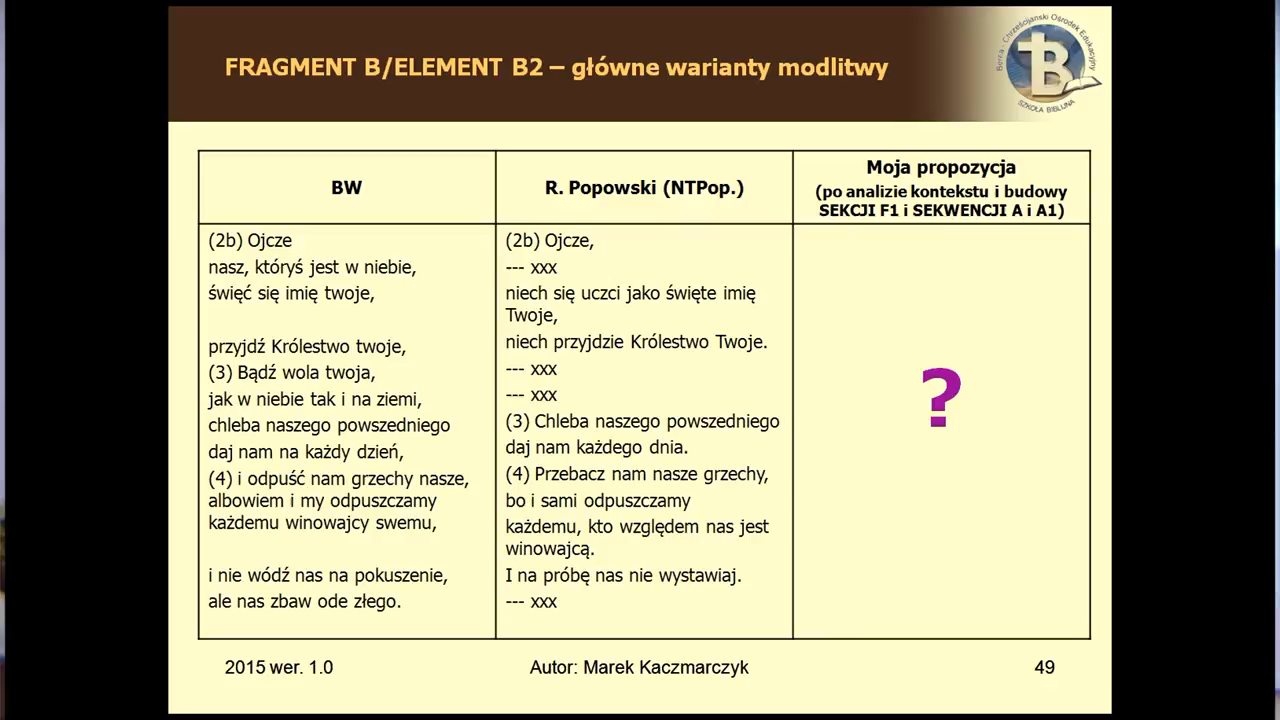 FRAGMENT B/ELEMENT B2 – główne warianty modlitwy
Berea - Chrześcijański Ośrodek Edukacyjny
SZKOŁA BIBLIJNA
BW
R. Popowski (NTPop.)
Moja propozycja
(po analizie kontekstu i budowy
SEKCJI F1 i SEKWENCJI A i A1)
(2b) Ojcze
nasz, któryś jest w niebie,
święć się imię twoje,
przyjdź Królestwo twoje,
(3) Bądź wola twoja,
jak w niebie tak i na ziemi,
chleba naszego powszedniego
daj nam na każdy dzień,
(4) i odpuść nam grzechy nasze,
albowiem i my odpuszczamy
każdemu winowajcy swemu,
i nie wódź nas na pokuszenie,
ale nas zbaw ode złego.
(2b) Ojcze,
--- xxx
niech się uczci jako święte imię
Twoje,
niech przyjdzie Królestwo Twoje.
--- xxx
--- xxx
(3) Chleba naszego powszedniego
daj nam każdego dnia.
(4) Przebacz nam nasze grzechy,
bo i sami odpuszczamy
każdemu, kto względem nas jest
winowajcą.
I na próbę nas nie wystawiaj.
--- xxx
?
2015 wer. 1.0
Autor: Marek Kaczmarczyk
49